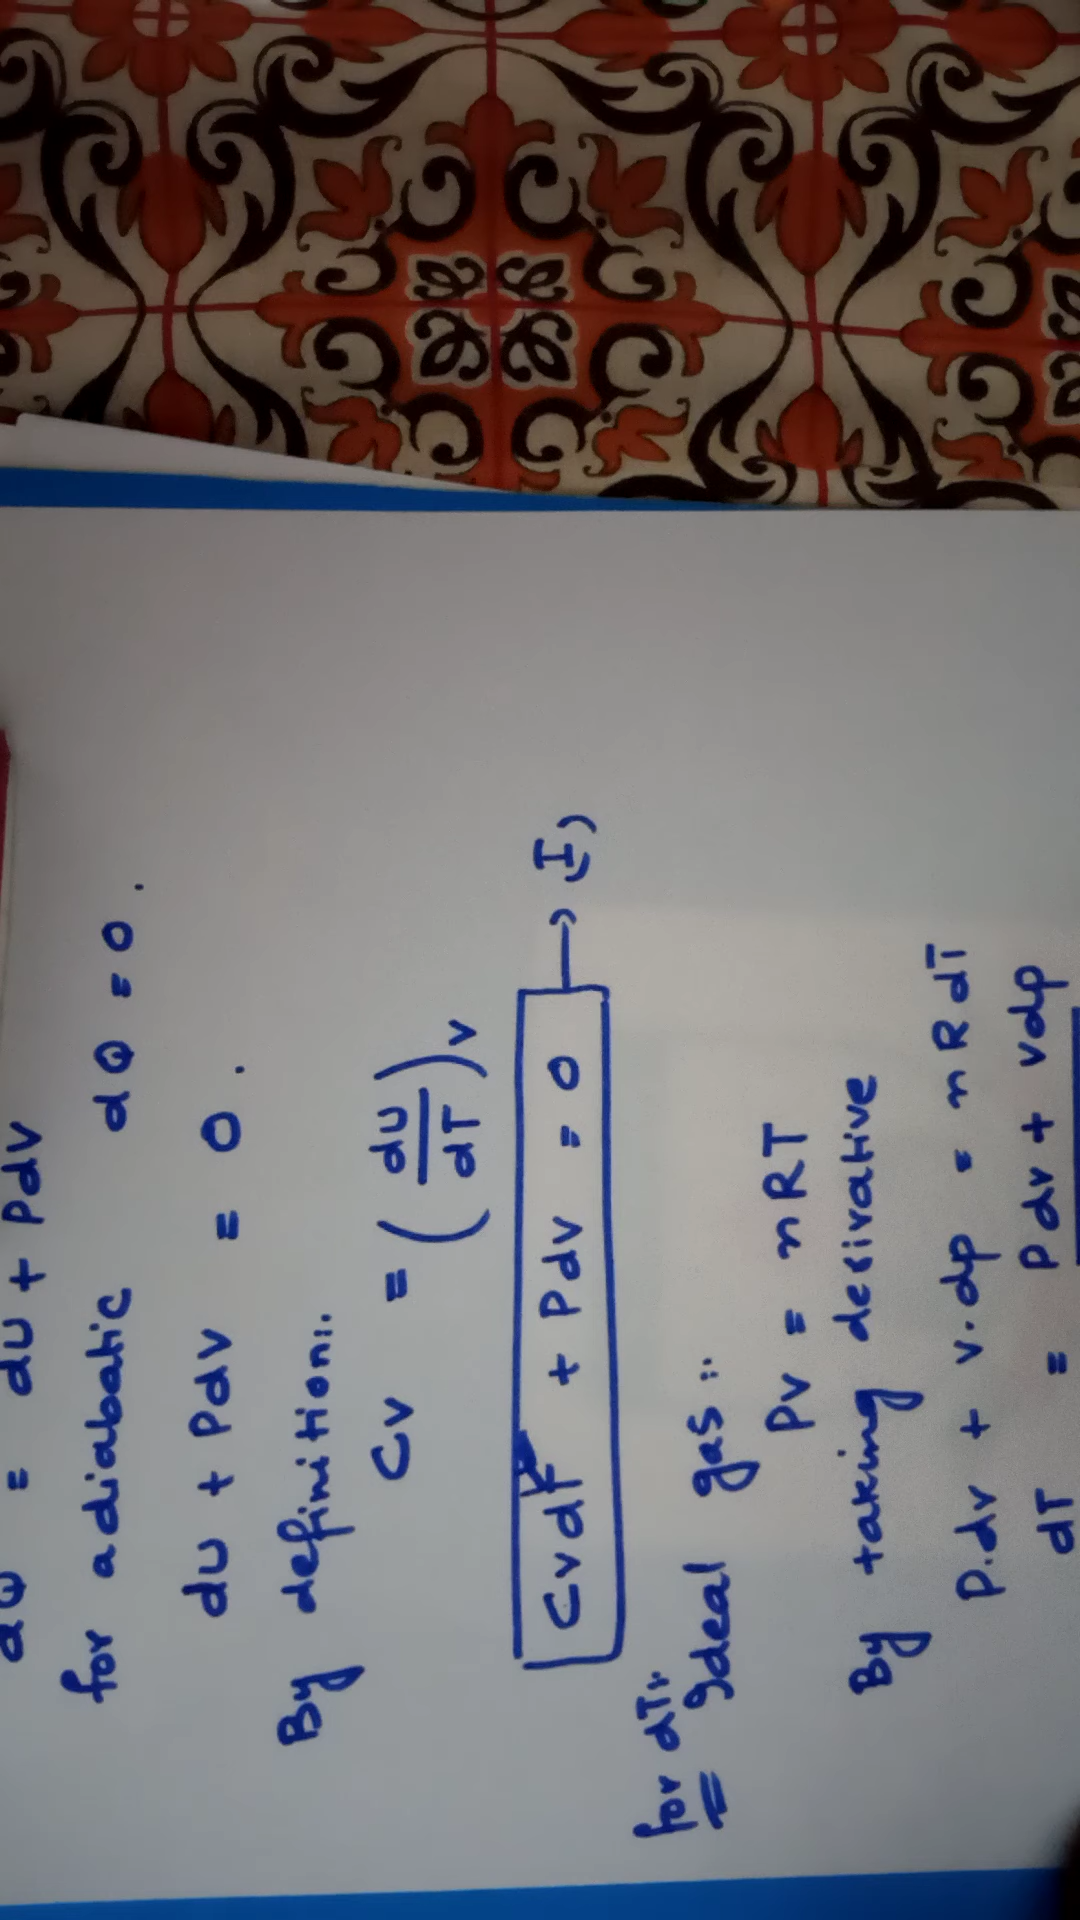 dQ = dU + Pdv
for adiabatic dQ = 0.
dU + Pdv = 0.
By definition:.
Cv = (dU/dT)v
CvdT + Pdv = 0 → (I)
for dT:
Ideal gas :.
Pv = nRT
By taking derivative
P.dv + v.dp = nRdT
dT = Pdv + vdp